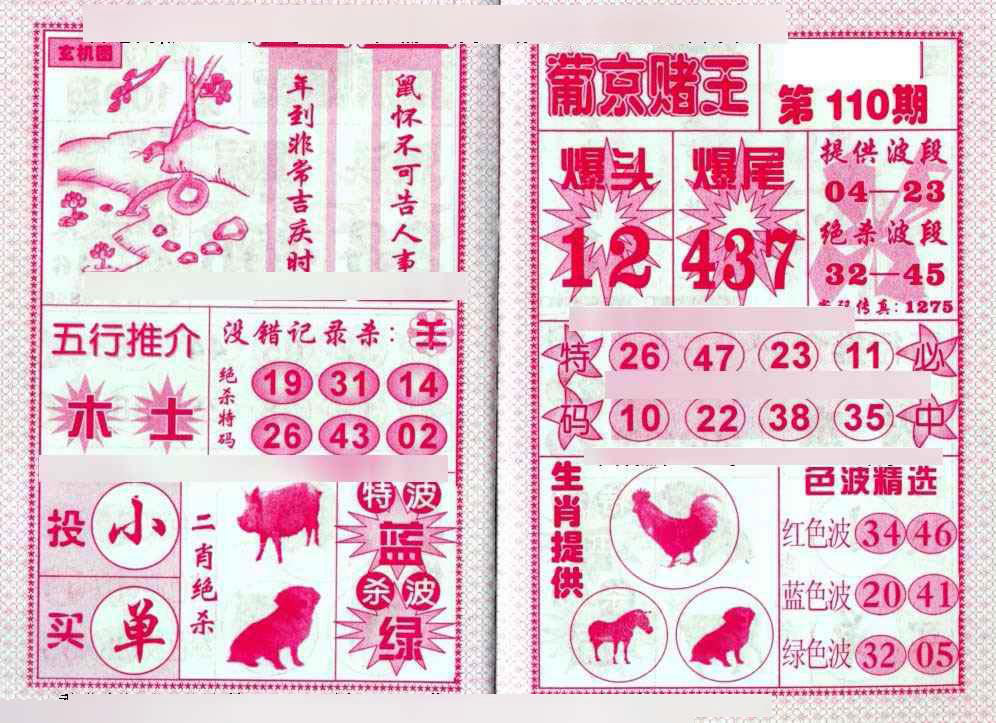 玄机图
鼠怀不可告人事
年到非常吉庆时
五行推介
木 土
没错记录杀：羊
绝杀特码
19 31 14
26 43 02
投 小
买 单
二肖绝杀
特波
蓝
杀波
绿
葡京赌王
第110期
爆头
12
爆尾
437
提供波段
04—23
绝杀波段
32—45
传真：1275
特码
26 47 23 11
10 22 38 35
必中
生肖提供
色波精选
红色波 34 46
蓝色波 20 41
绿色波 32 05